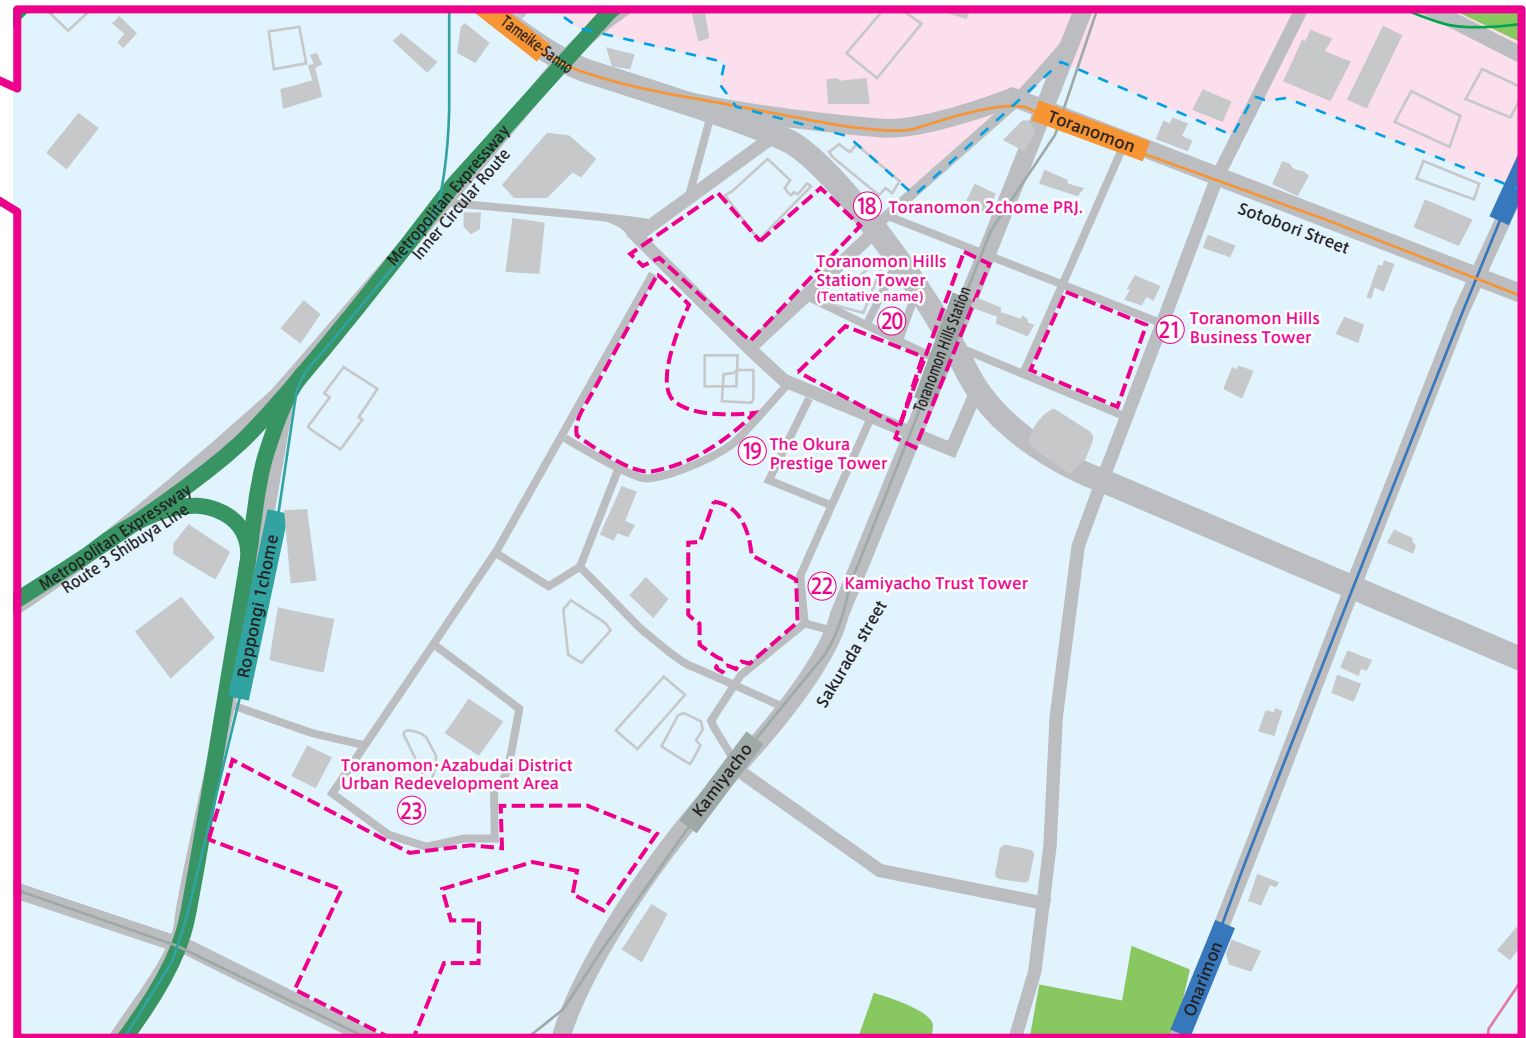 Tameike-Sanno
Toranomon
Metropolitan Expressway
Inner Circular Route
Sotobori Street
18 Toranomon 2chome PRJ.
Toranomon Hills
Station Tower
(Tentative name)
20
Toranomon Hills Station
21 Toranomon Hills
Business Tower
19 The Okura
Prestige Tower
Metropolitan Expressway
Route 3 Shibuya Line
Roppongi 1chome
22 Kamiyacho Trust Tower
Sakurada street
Kamiyacho
Toranomon・Azabudai District
Urban Redevelopment Area
23
Onarimon